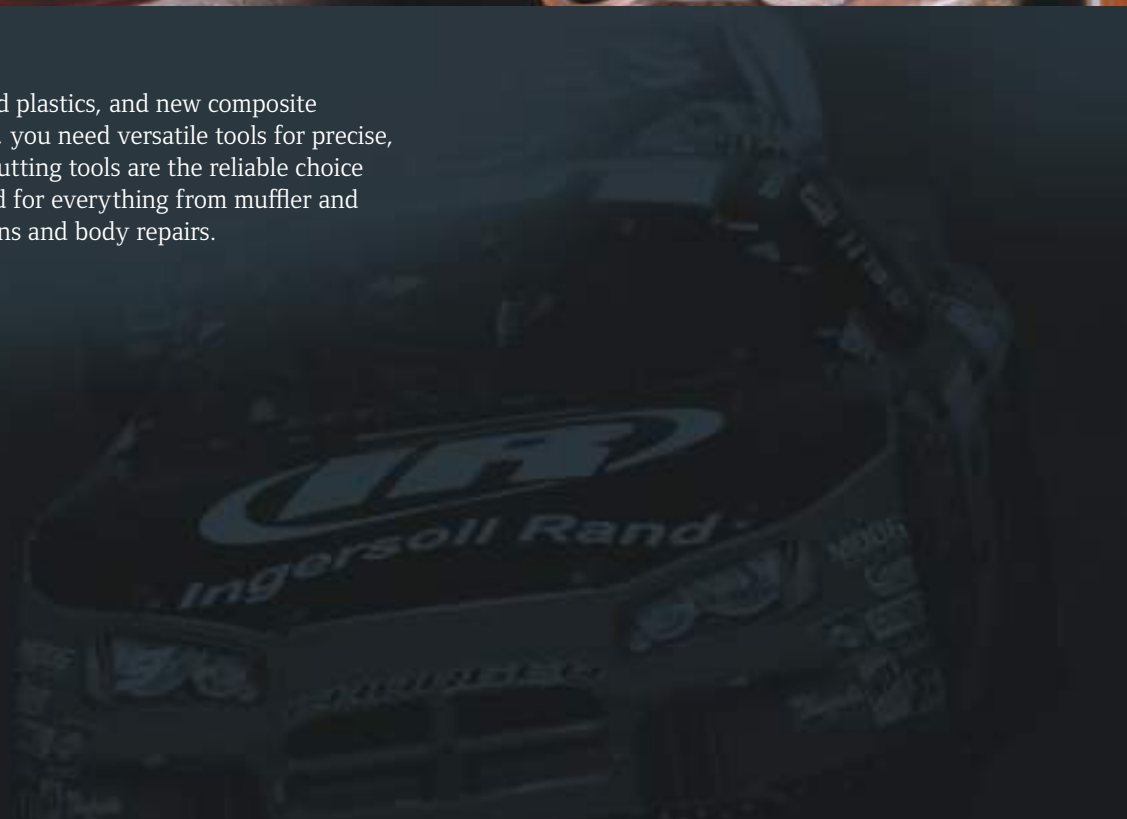 d plastics, and new composite
, you need versatile tools for precise,
utting tools are the reliable choice
d for everything from muffler and
ns and body repairs.
IR
Ingersoll Rand